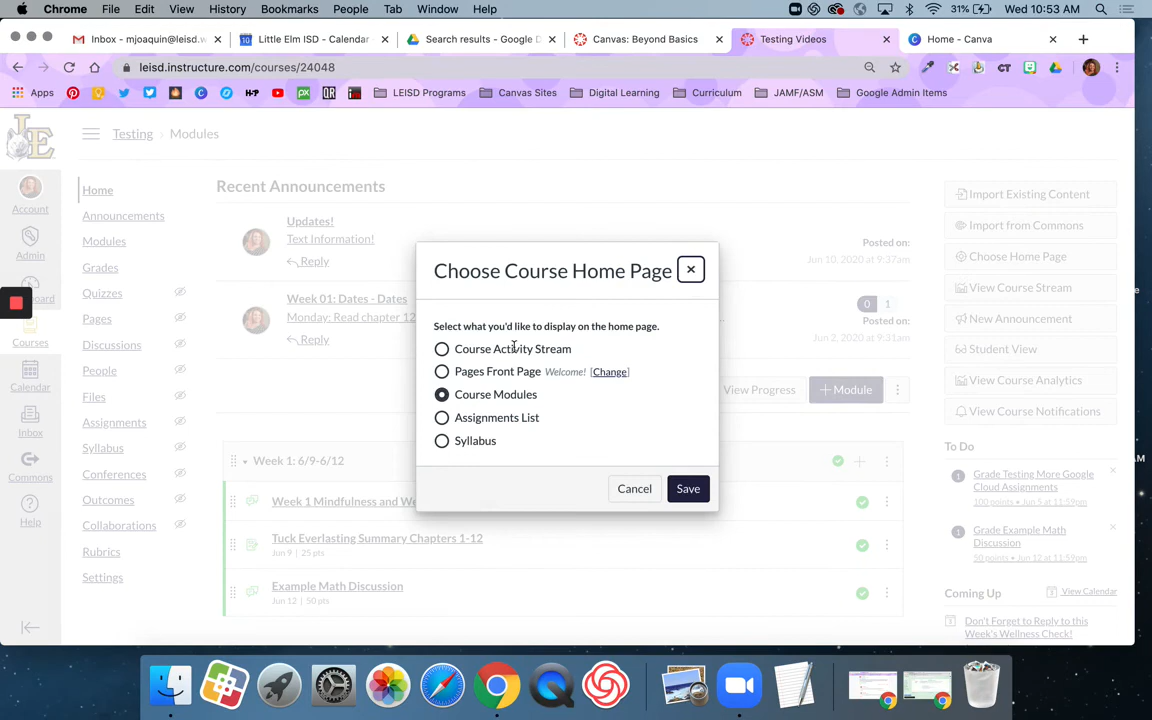 Chrome File Edit View History Bookmarks People Tab Window Help 31% Wed 10:53 AM
Inbox - mjoaquin@leisd.w Little Elm ISD - Calendar Search results - Google D Canvas: Beyond Basics Testing Videos Home - Canva
leisd.instructure.com/courses/24048
Apps LEISD Programs Canvas Sites Digital Learning Curriculum JAMF/ASM Google Admin Items
Testing > Modules
Account
Admin
board
Courses
Calendar
Inbox
Commons
Help
Home
Announcements
Modules
Grades
Quizzes
Pages
Discussions
People
Files
Assignments
Syllabus
Conferences
Outcomes
Collaborations
Rubrics
Settings
Recent Announcements
Updates!
Text Information!
Reply
Posted on:
Jun 10, 2020 at 9:37am
Week 01: Dates - Dates
Monday: Read chapter 12
Reply
0 1
Posted on:
Jun 2, 2020 at 9:31am
View Progress + Module
Week 1: 6/9-6/12
Week 1 Mindfulness and We
Tuck Everlasting Summary Chapters 1-12
Jun 9 | 25 pts
Example Math Discussion
Jun 12 | 50 pts
Choose Course Home Page
Select what you'd like to display on the home page.
Course Activity Stream
Pages Front Page Welcome! [Change]
Course Modules
Assignments List
Syllabus
Cancel Save
Import Existing Content
Import from Commons
Choose Home Page
View Course Stream
New Announcement
Student View
View Course Analytics
View Course Notifications
To Do
1 Grade Testing More Google
Cloud Assignments
100 points • Jun 5 at 11:59pm
1 Grade Example Math
Discussion
50 points • Jun 12 at 11:59pm
Coming Up View Calendar
Don't Forget to Reply to this
Week's Wellness Check!